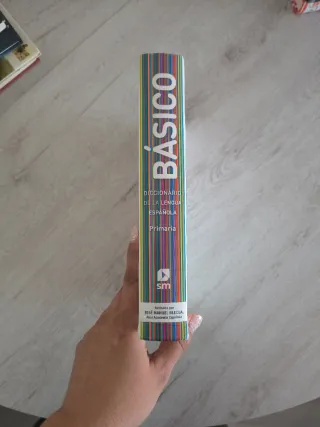 BÁSICO
DICCIONARIO
DE LA LENGUA
ESPAÑOLA
Primaria
sm